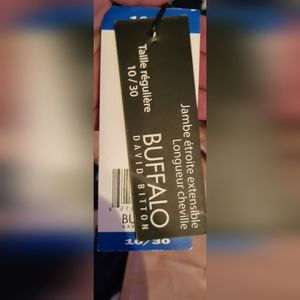 Jambe étroite extensible
Longueur cheville
BUFFALO
DAVID BITTON
Taille régulière
10/30
10/30